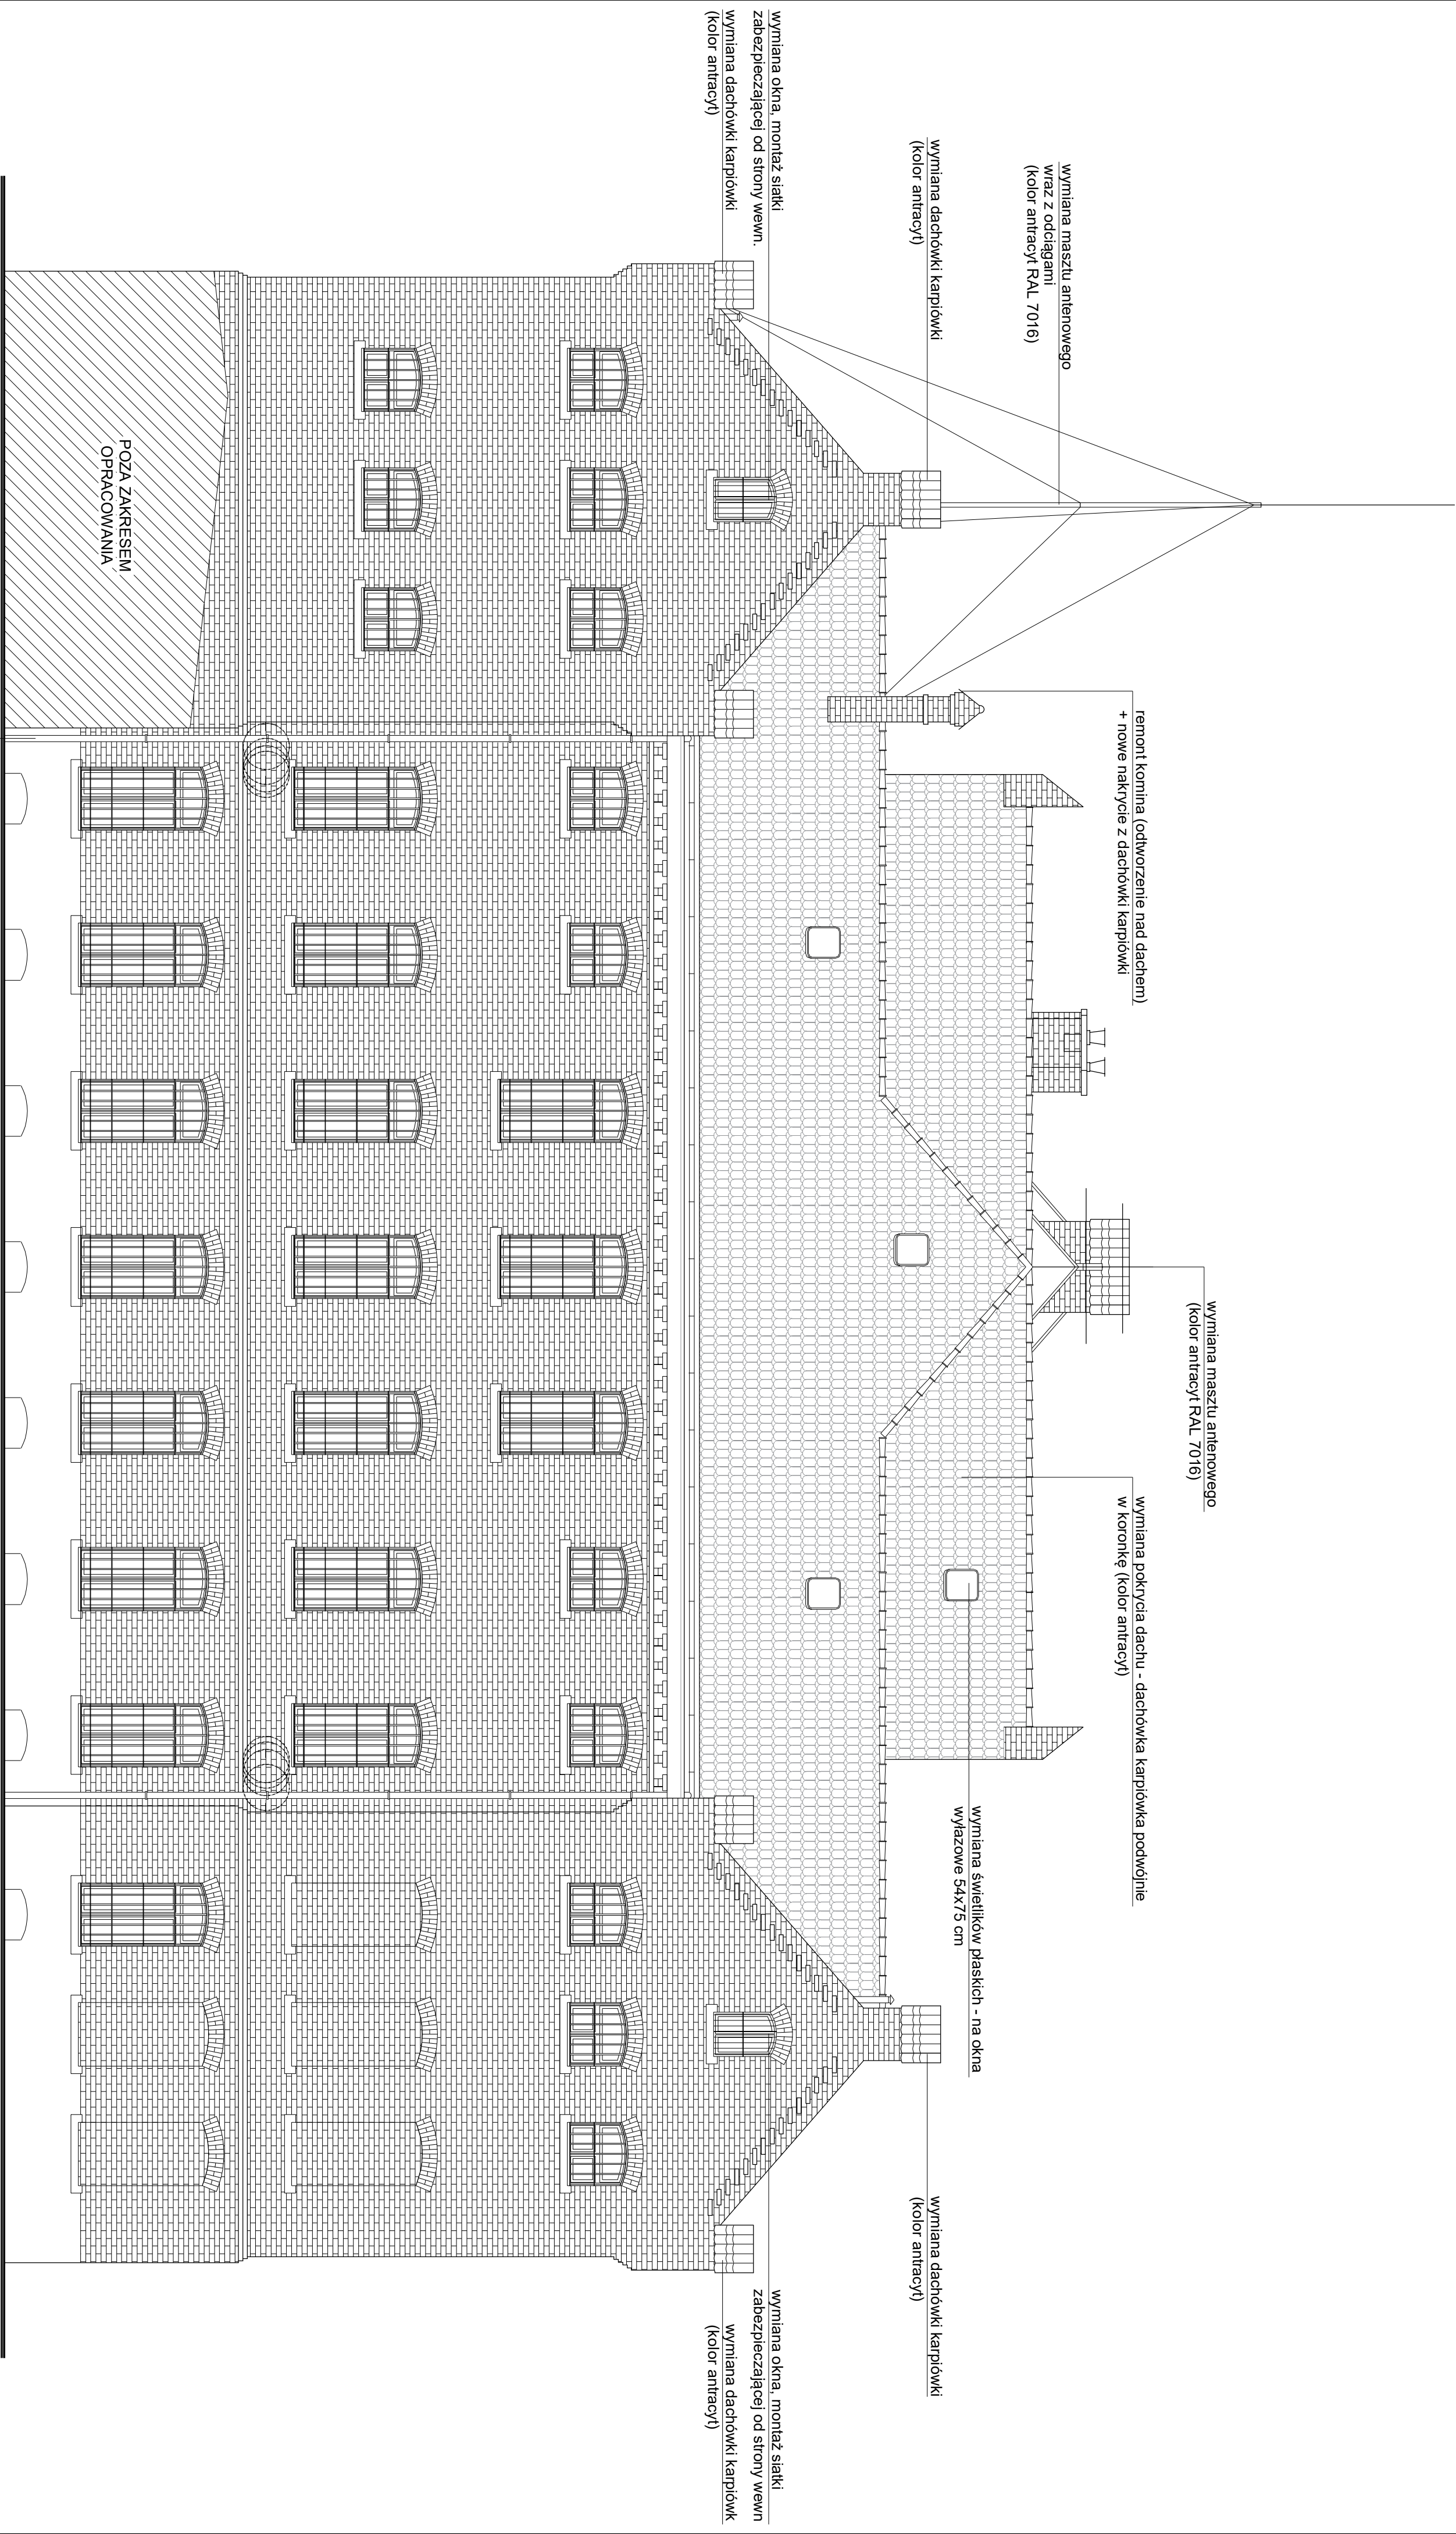 wymiana masztu antenowego
(kolor antracyt RAL 7016)
wymiana pokrycia dachu - dachówka karpiówka podwójnie
w koronkę (kolor antracyt)
remont komina (odtworzenie nad dachem)
+ nowe nakrycie z dachówki karpiówki
wymiana masztu antenowego
wraz z odciągami
(kolor antracyt RAL 7016)
wymiana świetlików płaskich - na okna
wyłazowe 54x75 cm
wymiana dachówki karpiówki
(kolor antracyt)
wymiana dachówki karpiówki
(kolor antracyt)
wymiana okna, montaż siatki
zabezpieczającej od strony wewn.
wymiana dachówki karpiówki
(kolor antracyt)
wymiana okna, montaż siatki
zabezpieczającej od strony wewn
wymiana dachówki karpiówk
(kolor antracyt)
POZA ZAKRESEM
OPRACOWANIA